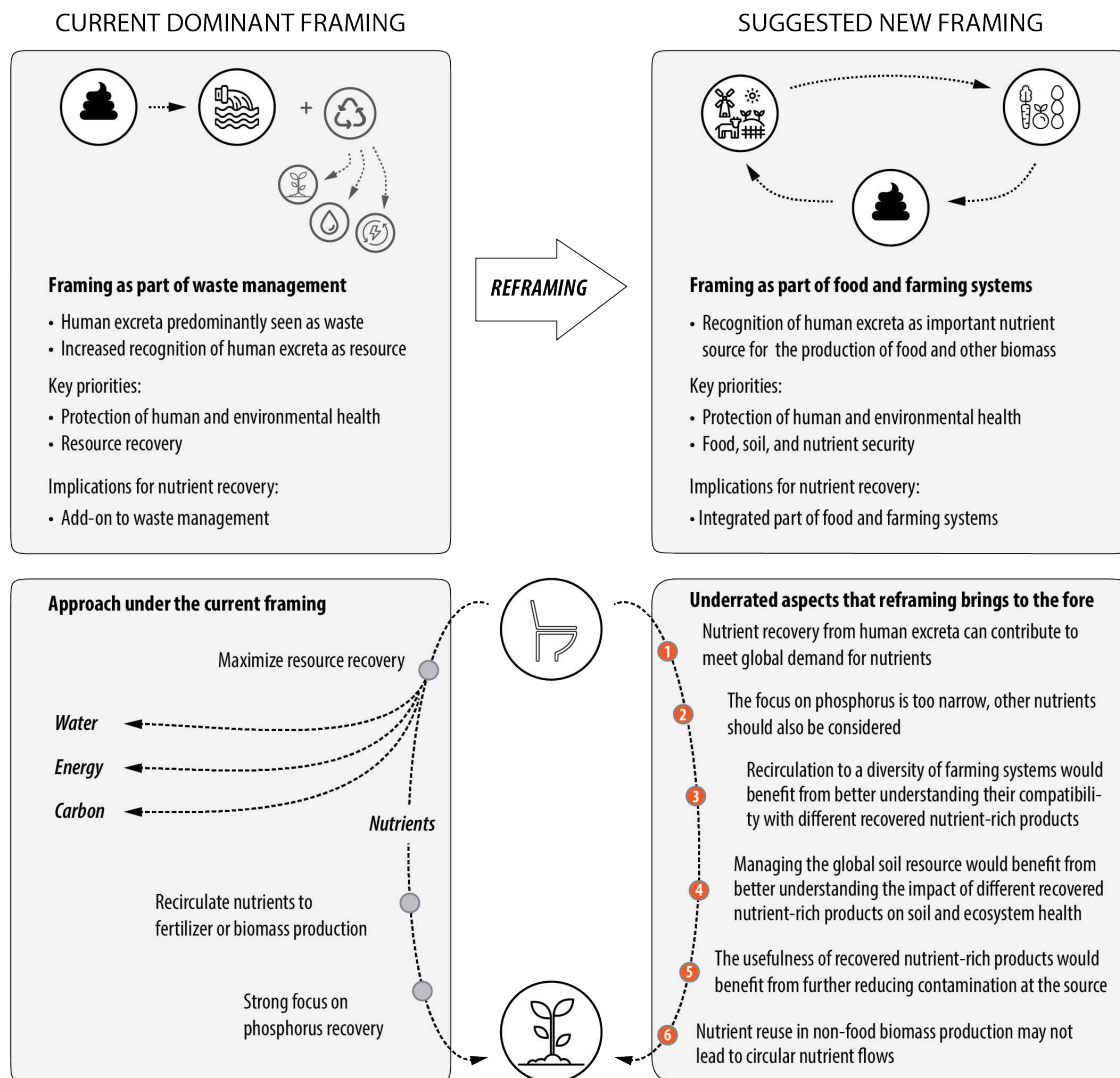 CURRENT DOMINANT FRAMING
SUGGESTED NEW FRAMING
+
Framing as part of waste management
• Human excreta predominantly seen as waste
• Increased recognition of human excreta as resource
Key priorities:
• Protection of human and environmental health
• Resource recovery
Implications for nutrient recovery:
• Add-on to waste management
REFRAMING
Framing as part of food and farming systems
• Recognition of human excreta as important nutrient
source for the production of food and other biomass
Key priorities:
• Protection of human and environmental health
• Food, soil, and nutrient security
Implications for nutrient recovery:
• Integrated part of food and farming systems
Approach under the current framing
Maximize resource recovery
Water
Energy
Carbon
Nutrients
Recirculate nutrients to
fertilizer or biomass production
Strong focus on
phosphorus recovery
Underrated aspects that reframing brings to the fore
1 Nutrient recovery from human excreta can contribute to
meet global demand for nutrients
2 The focus on phosphorus is too narrow, other nutrients
should also be considered
3 Recirculation to a diversity of farming systems would
benefit from better understanding their compatibili-
ty with different recovered nutrient-rich products
4 Managing the global soil resource would benefit from
better understanding the impact of different recovered
nutrient-rich products on soil and ecosystem health
5 The usefulness of recovered nutrient-rich products would
benefit from further reducing contamination at the source
6 Nutrient reuse in non-food biomass production may not
lead to circular nutrient flows